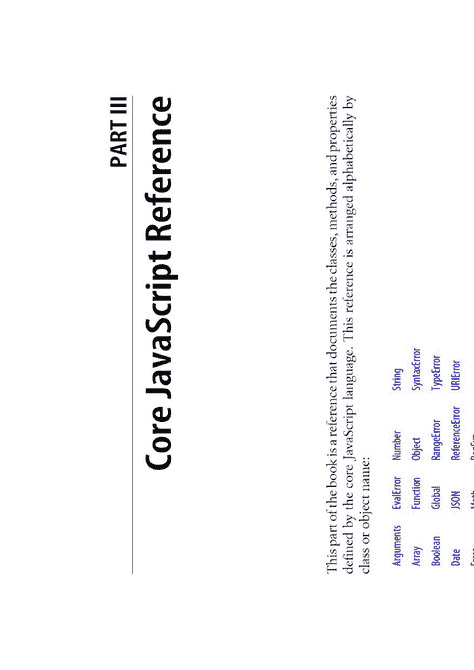 PART III
Core JavaScript Reference
This part of the book is a reference that documents the classes, methods, and properties
defined by the core JavaScript language. This reference is arranged alphabetically by
class or object name:
Arguments EvalError Number String
Array Function Object SyntaxError
Boolean Global RangeError TypeError
Date JSON ReferenceError URIError